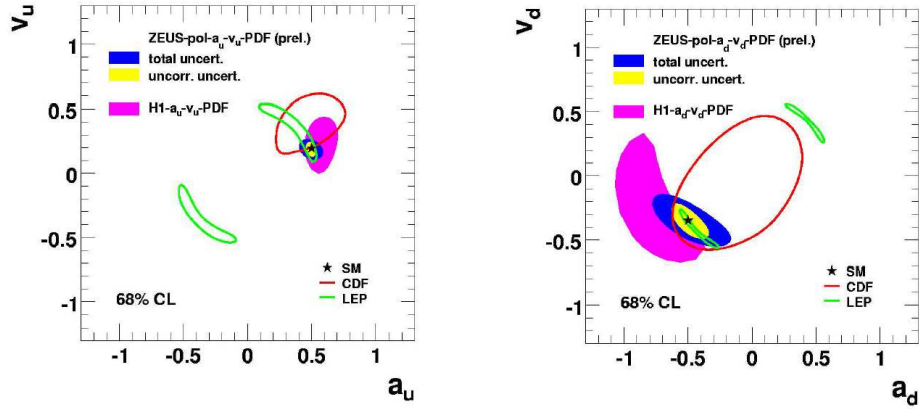 v_u
ZEUS-pol-a_u-v_u-PDF (prel.)
total uncert.
uncorr. uncert.
H1-a_u-v_u-PDF
1
0.5
0
-0.5
-1
SM
CDF
LEP
68% CL
-1 -0.5 0 0.5 1
a_u
v_d
ZEUS-pol-a_d-v_d-PDF (prel.)
total uncert.
uncorr. uncert.
H1-a_d-v_d-PDF
1
0.5
0
-0.5
-1
SM
CDF
LEP
68% CL
-1 -0.5 0 0.5 1
a_d